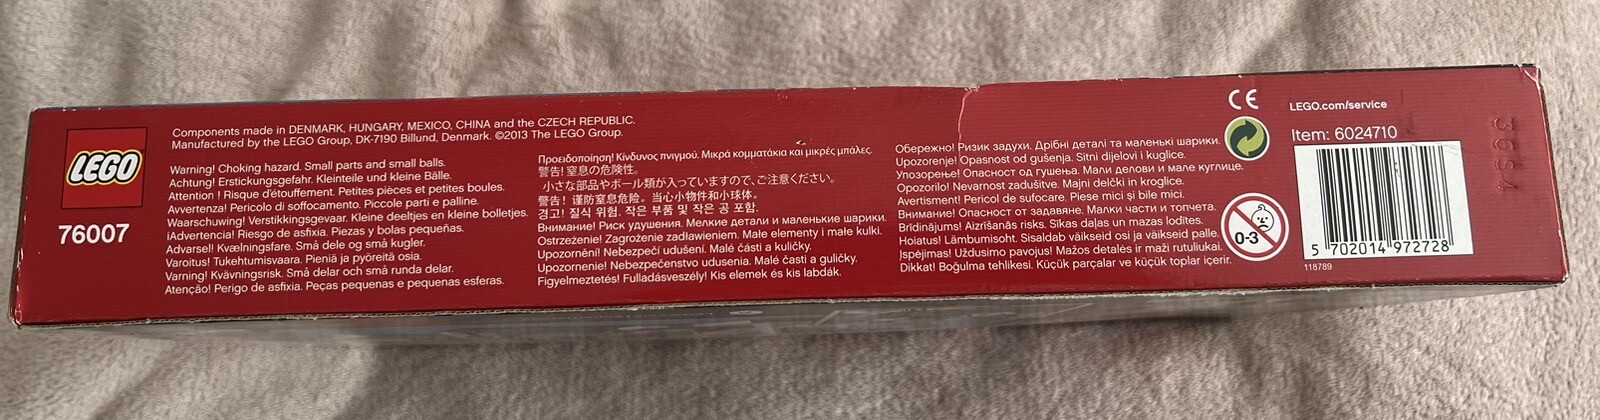 LEGO
76007
Components made in DENMARK, HUNGARY, MEXICO, CHINA and the CZECH REPUBLIC.
Manufactured by the LEGO Group, DK-7190 Billund, Denmark. ©2013 The LEGO Group.
Warning! Choking hazard. Small parts and small balls.
Achtung! Erstickungsgefahr. Kleinteile und kleine Bälle.
Attention ! Risque d'étouffement. Petites pièces et petites boules.
Avvertenza! Pericolo di soffocamento. Piccole parti e palline.
Waarschuwing! Verstikkingsgevaar. Kleine deeltjes en kleine bolletjes.
¡Advertencia! Riesgo de asfixia. Piezas y bolas pequeñas.
Advarsel! Kvælningsfare. Små dele og små kugler.
Varoitus! Tukehtumisvaara. Pieniä ja pyöreitä osia.
Varning! Kvävningsrisk. Små delar och små runda delar.
Atenção! Perigo de asfixia. Peças pequenas e pequenas esferas.
Προειδοποίηση! Κίνδυνος πνιγμού. Μικρά κομματάκια και μικρές μπάλες.
警告! 窒息の危険性。
小さな部品やボール類が入っていますので、ご注意ください。
警告! 谨防窒息危险。当心小物件和小球体。
경고! 질식 위험. 작은 부품 및 작은 공 포함.
Внимание! Риск удушения. Мелкие детали и маленькие шарики.
Ostrzeżenie! Zagrożenie zadławieniem. Małe elementy i małe kulki.
Upozornění! Nebezpečí udušení. Malé části a kuličky.
Upozornenie! Nebezpečenstvo udusenia. Malé časti a guličky.
Figyelmeztetés! Fulladásveszély! Kis elemek és kis labdák.
Обережно! Ризик задухи. Дрібні деталі та маленькі шарики.
Upozorenje! Opasnost od gušenja. Sitni dijelovi i kuglice.
Упозорење! Опасност од гушења. Мали делови и мале куглице.
Opozorilo! Nevarnost zadušitve. Majni delčki in kroglice.
Avertisment! Pericol de sufocare. Piese mici și bile mici.
Внимание! Опасност от задавяне. Малки части и топчета.
Brīdinājums! Aizrīšanās risks. Sīkas daļas un mazas lodītes.
Hoiatus! Lämbumisoht. Sisaldab väikseid osi ja väikseid palle.
Įspėjimas! Uždusimo pavojus! Mažos detalės ir maži rutuliukai.
Dikkat! Boğulma tehlikesi. Küçük parçalar ve küçük toplar içerir.
CE
0-3
LEGO.com/service
Item: 6024710
5 702014 972728
118789